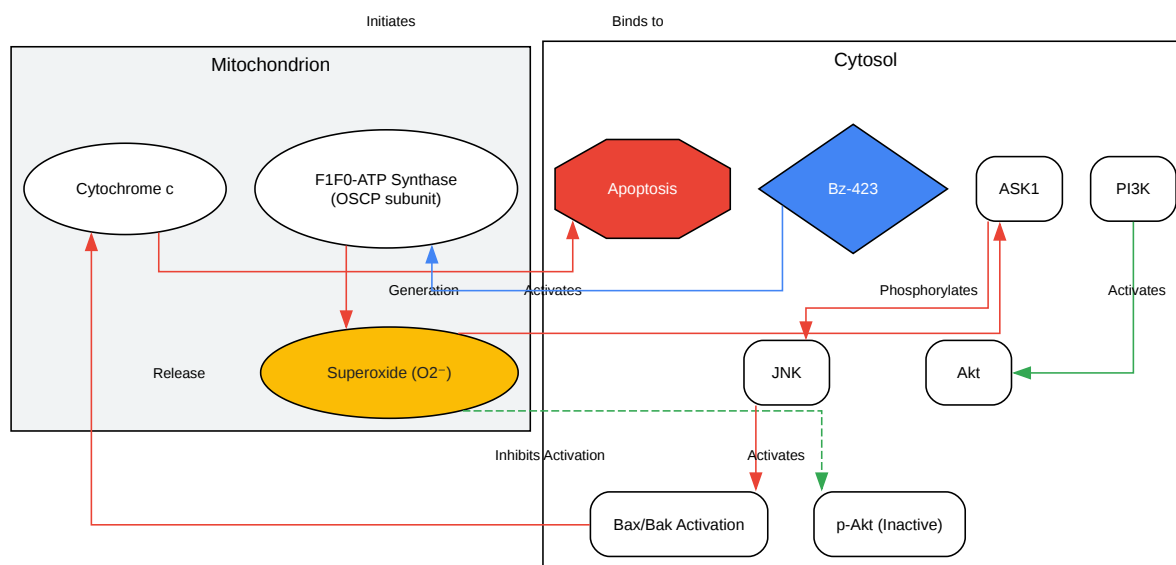 Initiates
Binds to
Mitochondrion
Cytosol
Cytochrome c
F1F0-ATP Synthase
(OSCP subunit)
Apoptosis
Bz-423
ASK1
PI3K
Generation
Activates
Phosphorylates
Activates
Release
Superoxide (O2⁻)
JNK
Akt
Inhibits Activation
Activates
Bax/Bak Activation
p-Akt (Inactive)